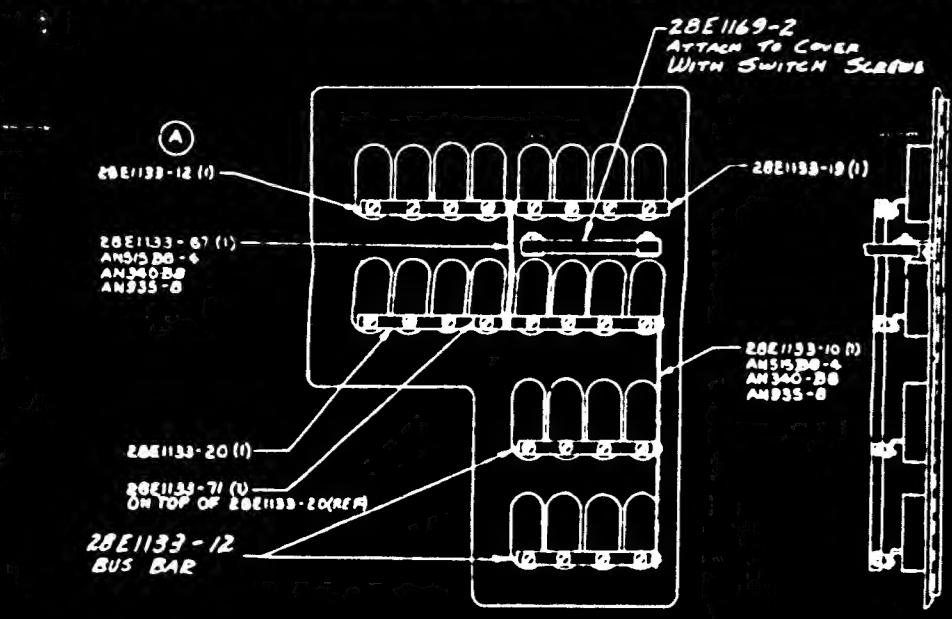 28E1169-2
ATTACH TO COVER
WITH SWITCH SCREWS
A
28E1133-12 (1)
28E1133-19 (1)
28E1133-67 (1)
AN515B8-4
AN340B8
AN935-8
28E1133-10 (1)
AN515B8-4
AN340-B8
AN935-8
28E1133-20 (1)
28E1133-71 (1)
ON TOP OF 28E1133-20 (REF)
28E1133-12
BUS BAR